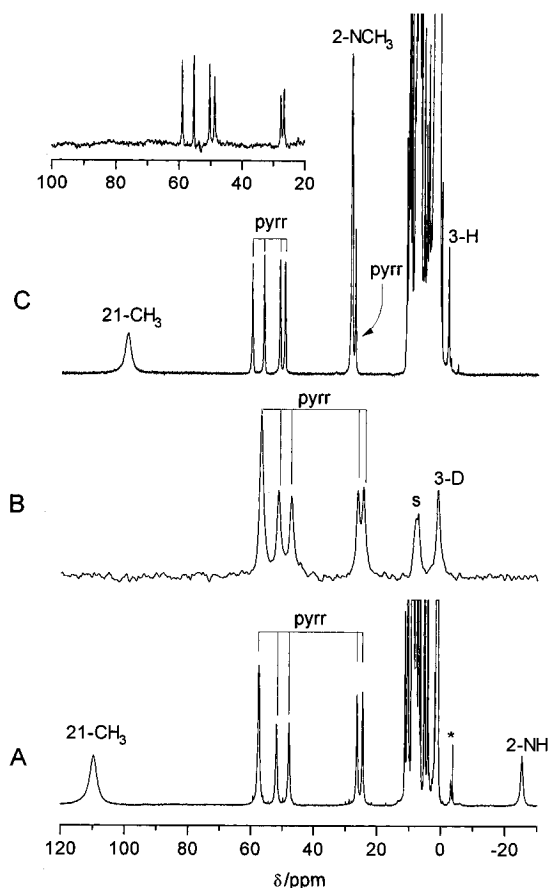 2-NCH₃
100 80 60 40 20
pyrr
pyrr
3-H
C
21-CH₃
pyrr
3-D
B
s
pyrr
21-CH₃
*
2-NH
A
120 100 80 60 40 20 0 -20
δ/ppm